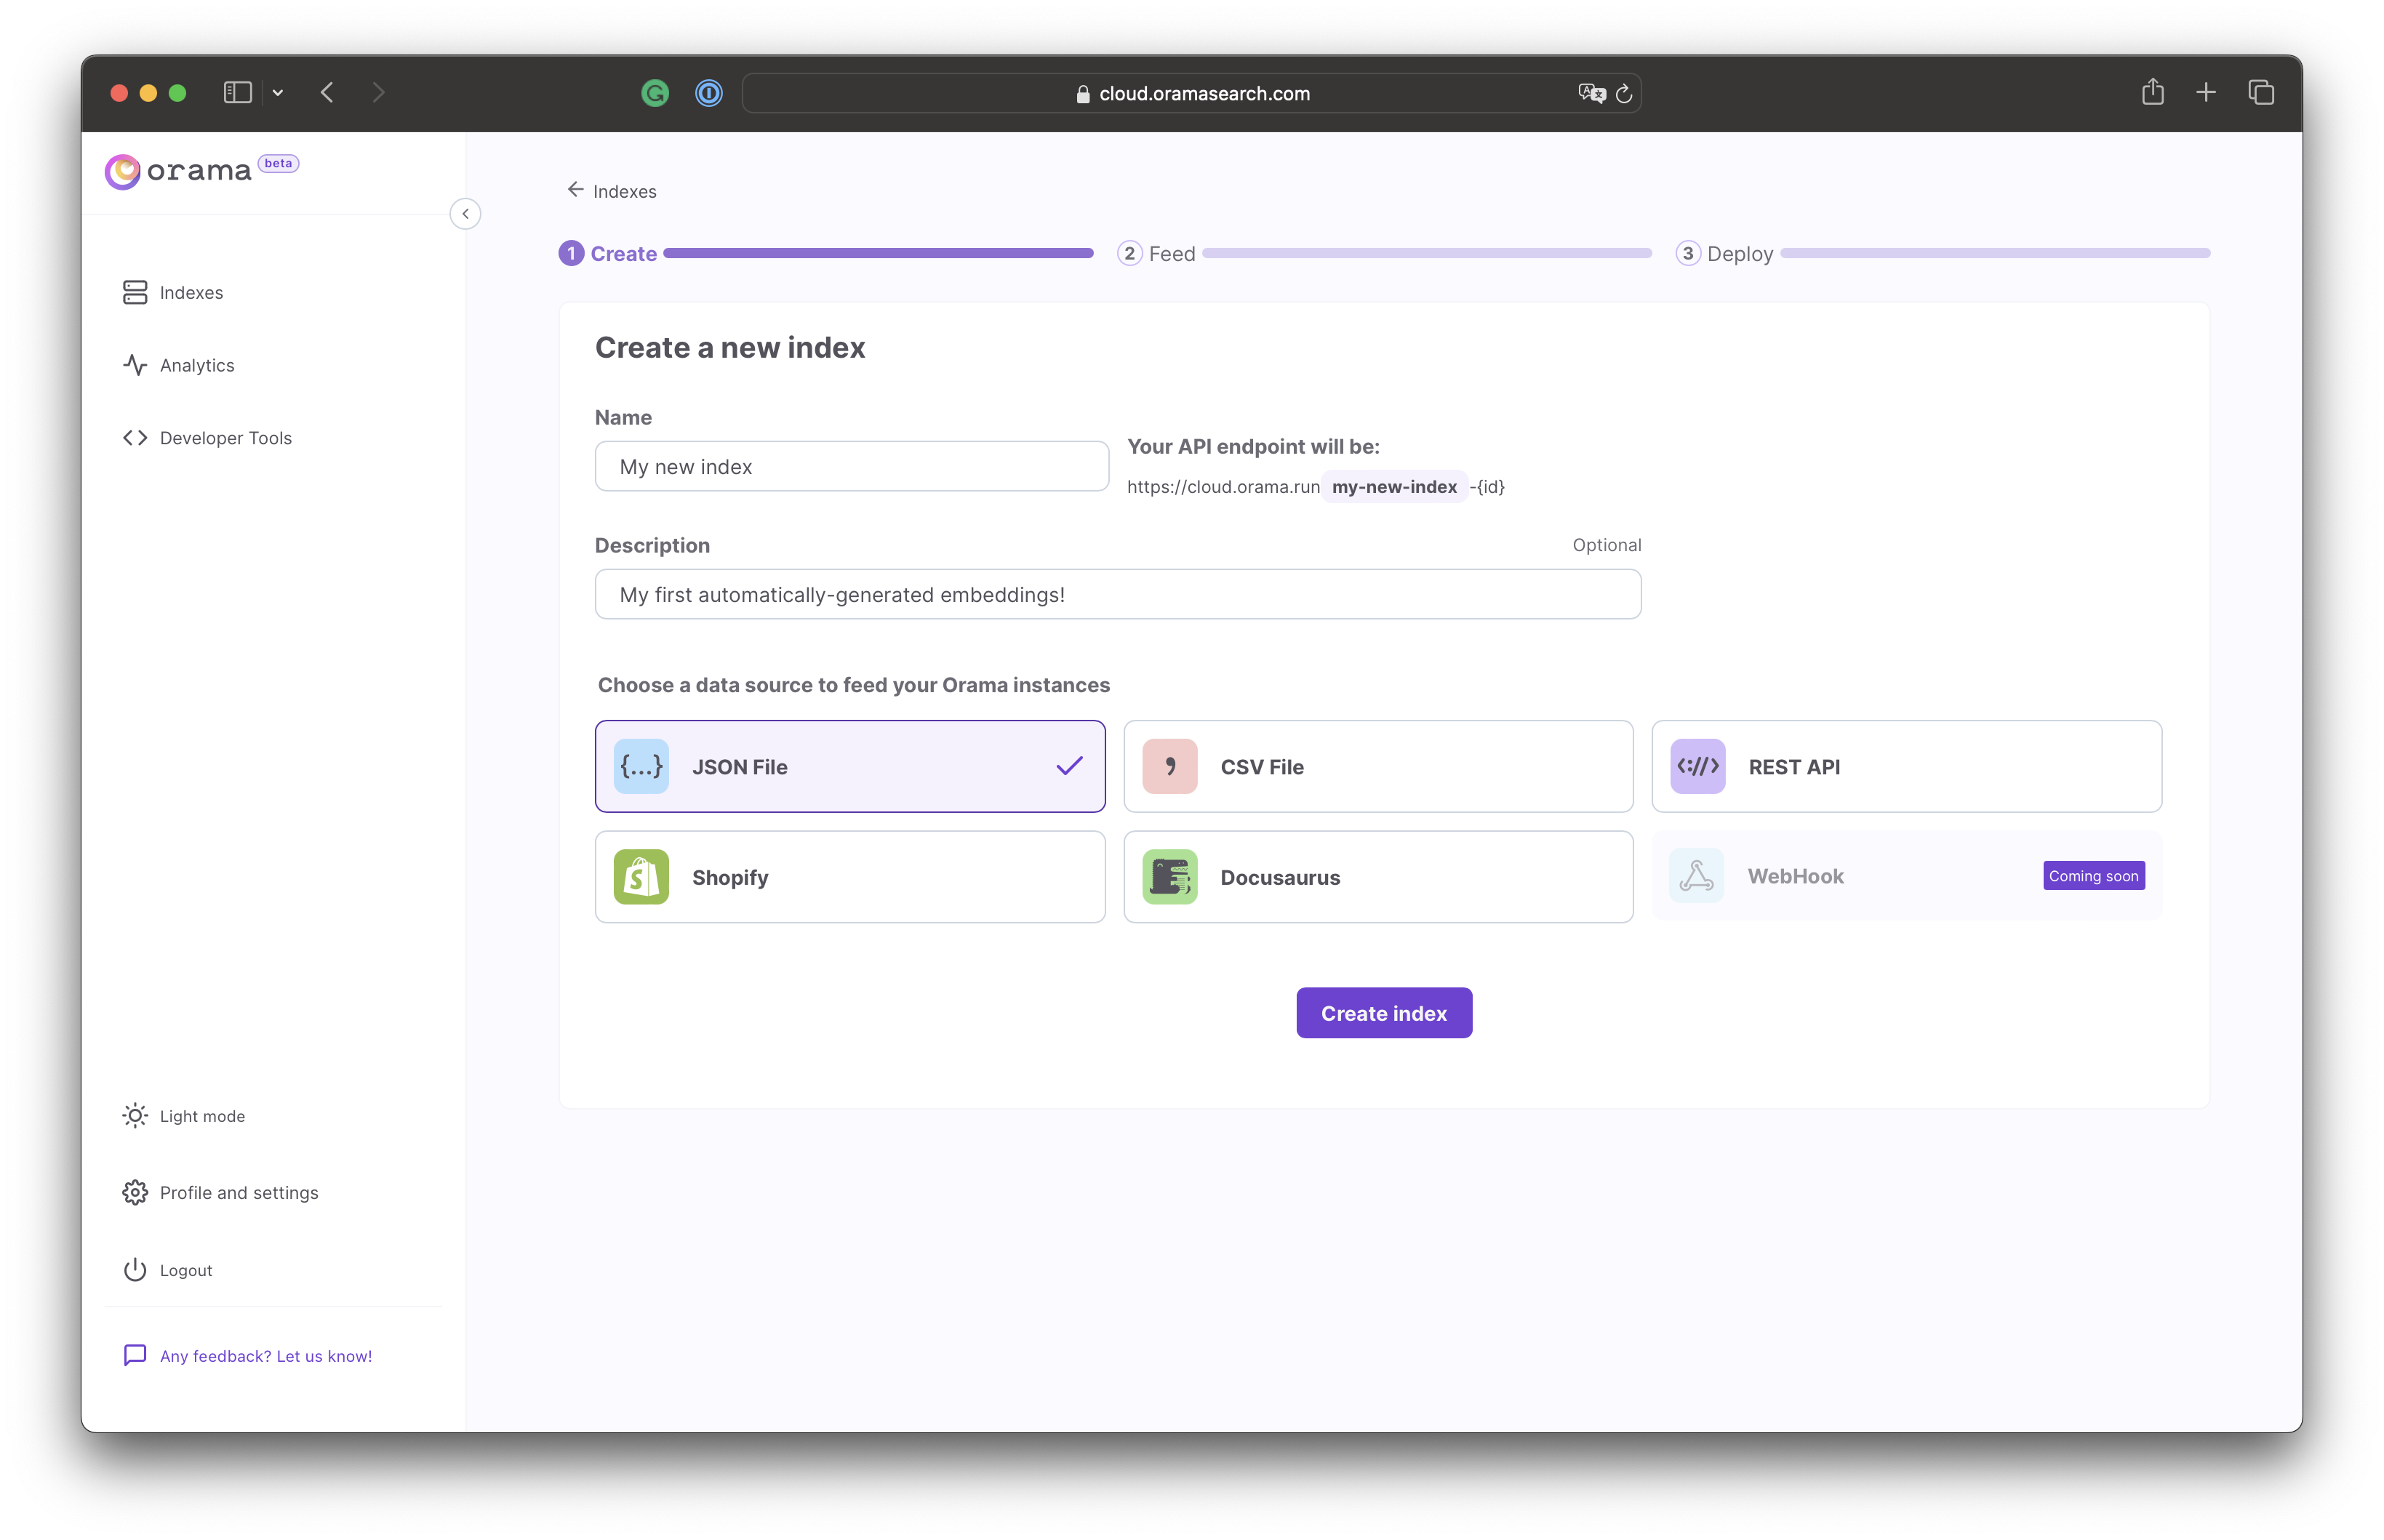 cloud.oramasearch.com
orama beta
Indexes
Analytics
Developer Tools
Light mode
Profile and settings
Logout
Any feedback? Let us know!
Indexes
1 Create
2 Feed
3 Deploy
Create a new index
Name
My new index
Your API endpoint will be:
https://cloud.orama.run my-new-index -{id}
Description
Optional
My first automatically-generated embeddings!
Choose a data source to feed your Orama instances
{...} JSON File
, CSV File
<://> REST API
S Shopify
Docusaurus
WebHook
Coming soon
Create index